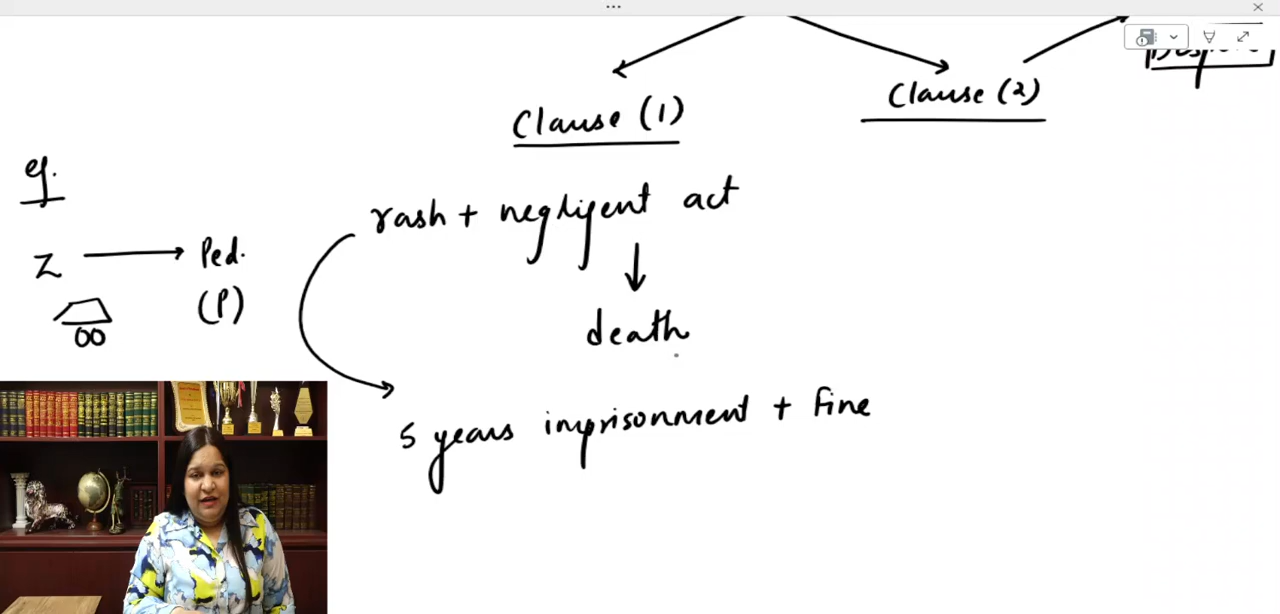 Clause (1)
Clause (2)
eg.
rash + negligent act
Z → Ped.
(P)
↓
death
5 years imprisonment + fine